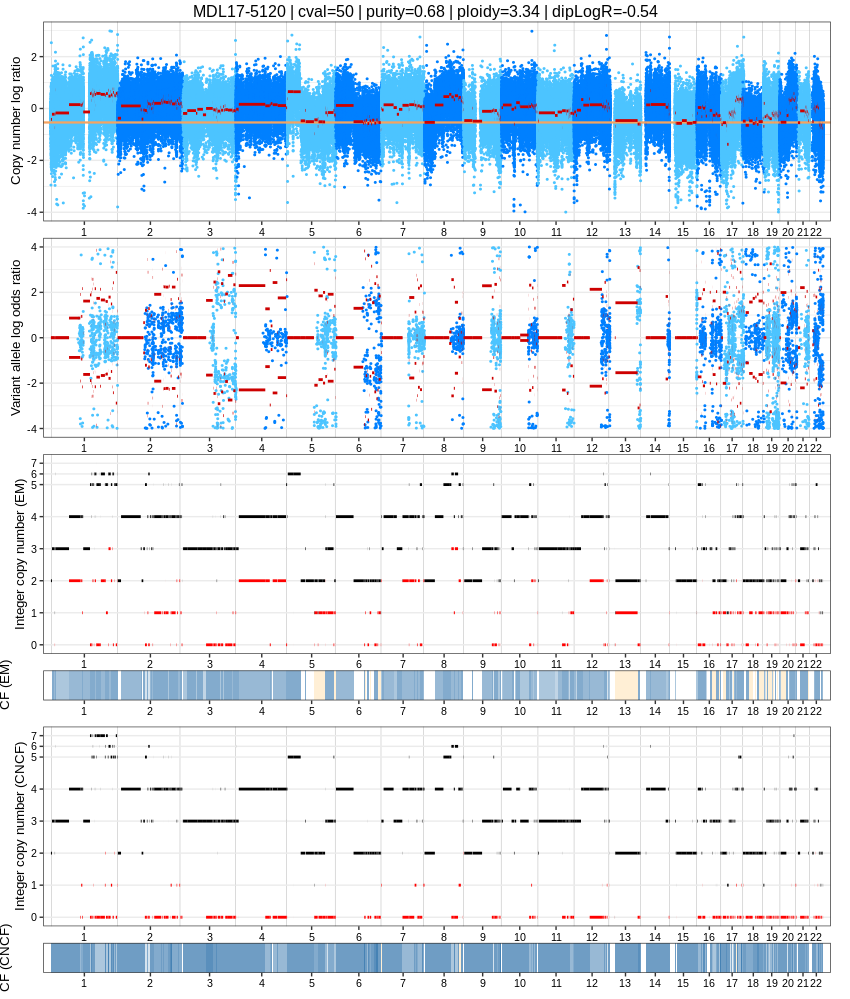 MDL17-5120 | cval=50 | purity=0.68 | ploidy=3.34 | dipLogR=-0.54
Copy number log ratio
2
0
-2
-4
1 2 3 4 5 6 7 8 9 10 11 12 13 14 15 16 17 18 19 20 21 22
Variant allele log odds ratio
4
2
0
-2
-4
1 2 3 4 5 6 7 8 9 10 11 12 13 14 15 16 17 18 19 20 21 22
Integer copy number (EM)
7
6
5
4
3
2
1
0
1 2 3 4 5 6 7 8 9 10 11 12 13 14 15 16 17 18 19 20 21 22
CF (EM)
1 2 3 4 5 6 7 8 9 10 11 12 13 14 15 16 17 18 19 20 21 22
Integer copy number (CNCF)
7
6
5
4
3
2
1
0
1 2 3 4 5 6 7 8 9 10 11 12 13 14 15 16 17 18 19 20 21 22
CF (CNCF)
1 2 3 4 5 6 7 8 9 10 11 12 13 14 15 16 17 18 19 20 21 22